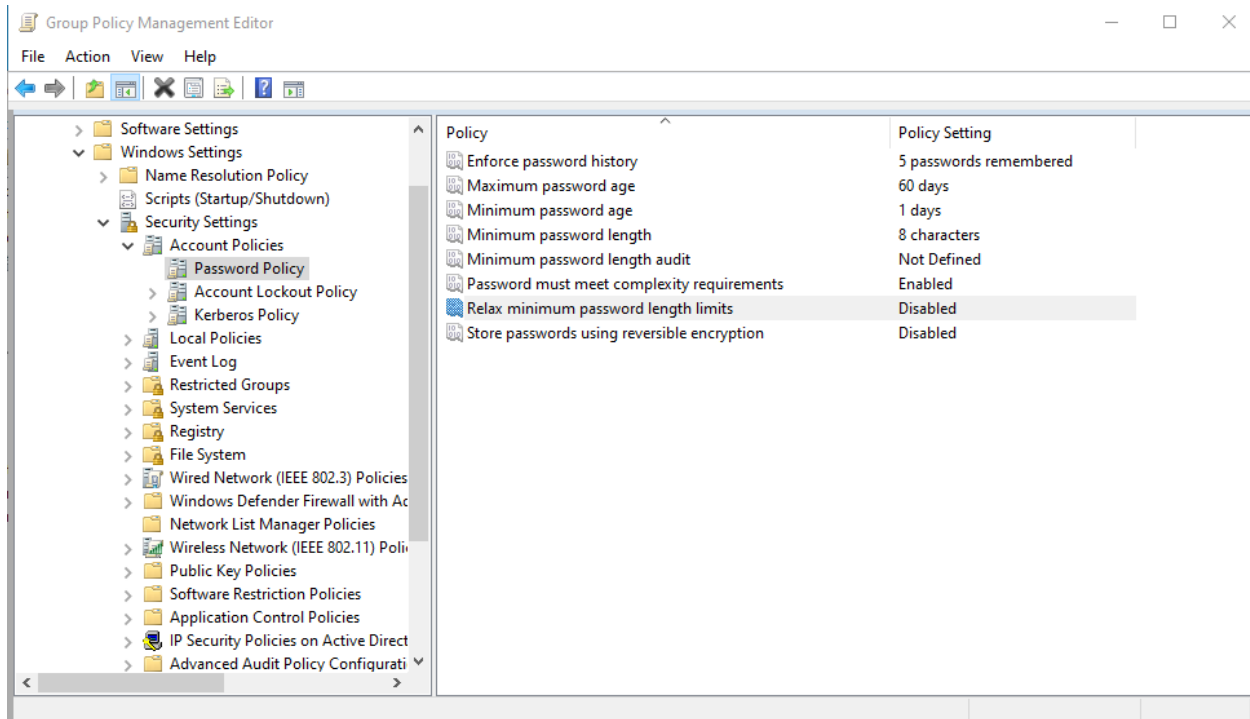 Group Policy Management Editor
File Action View Help
Software Settings
Windows Settings
Name Resolution Policy
Scripts (Startup/Shutdown)
Security Settings
Account Policies
Password Policy
Account Lockout Policy
Kerberos Policy
Local Policies
Event Log
Restricted Groups
System Services
Registry
File System
Wired Network (IEEE 802.3) Policies
Windows Defender Firewall with Ac
Network List Manager Policies
Wireless Network (IEEE 802.11) Poli
Public Key Policies
Software Restriction Policies
Application Control Policies
IP Security Policies on Active Direct
Advanced Audit Policy Configurati
Policy Policy Setting
Enforce password history 5 passwords remembered
Maximum password age 60 days
Minimum password age 1 days
Minimum password length 8 characters
Minimum password length audit Not Defined
Password must meet complexity requirements Enabled
Relax minimum password length limits Disabled
Store passwords using reversible encryption Disabled